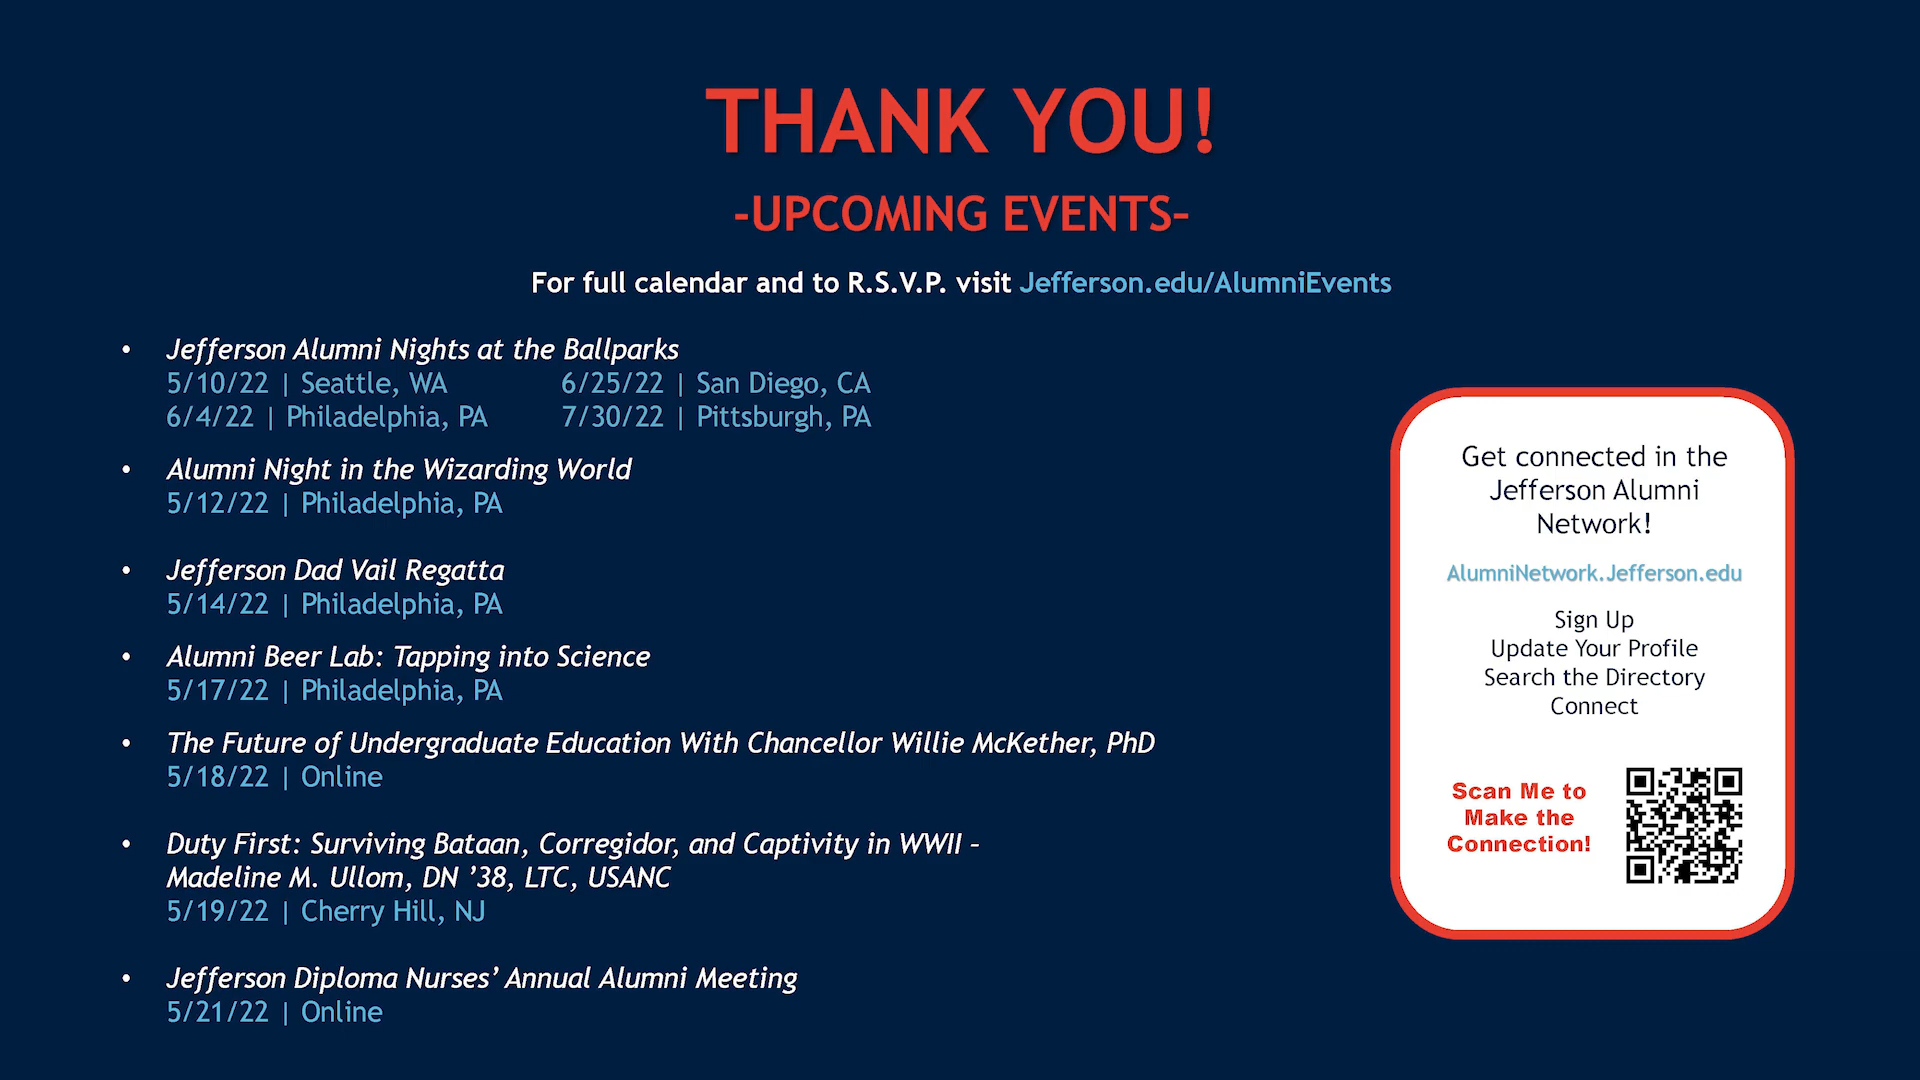 THANK YOU!
-UPCOMING EVENTS-
For full calendar and to R.S.V.P. visit Jefferson.edu/AlumniEvents
• Jefferson Alumni Nights at the Ballparks
5/10/22 | Seattle, WA 6/25/22 | San Diego, CA
6/4/22 | Philadelphia, PA 7/30/22 | Pittsburgh, PA
• Alumni Night in the Wizarding World
5/12/22 | Philadelphia, PA
• Jefferson Dad Vail Regatta
5/14/22 | Philadelphia, PA
• Alumni Beer Lab: Tapping into Science
5/17/22 | Philadelphia, PA
• The Future of Undergraduate Education With Chancellor Willie McKether, PhD
5/18/22 | Online
• Duty First: Surviving Bataan, Corregidor, and Captivity in WWII –
Madeline M. Ullom, DN ’38, LTC, USANC
5/19/22 | Cherry Hill, NJ
• Jefferson Diploma Nurses’ Annual Alumni Meeting
5/21/22 | Online
Get connected in the
Jefferson Alumni
Network!
AlumniNetwork.Jefferson.edu
Sign Up
Update Your Profile
Search the Directory
Connect
Scan Me to
Make the
Connection!